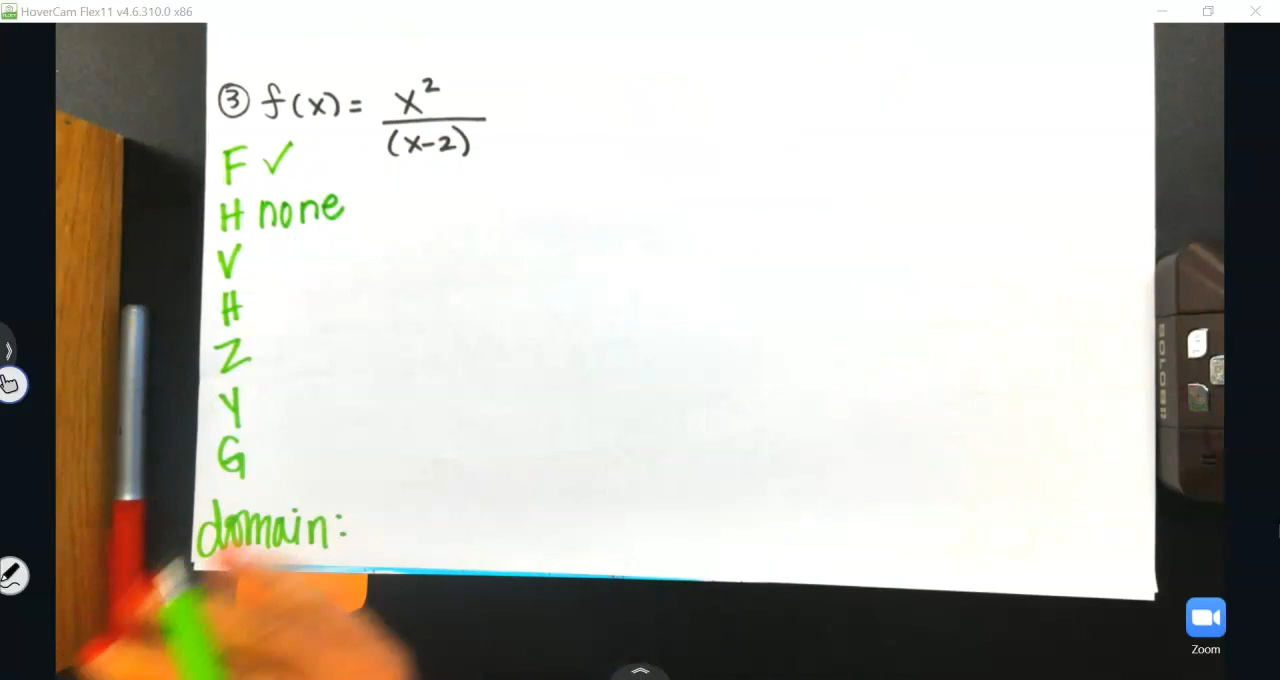 HoverCam Flex11 v4.6.310.0 x86
③ f(x) = x²
(x-2)
F ✓
H none
V
H
Z
Y
G
domain:
Zoom